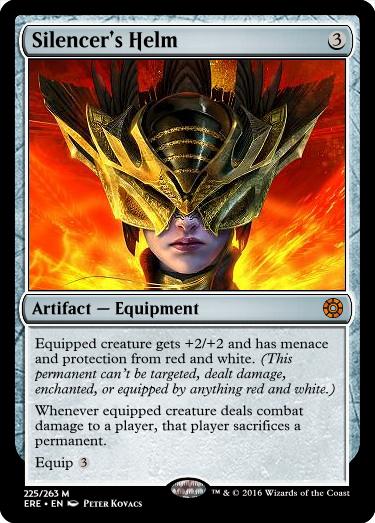 Silencer's Helm 3
Artifact — Equipment
Equipped creature gets +2/+2 and has menace
and protection from red and white. (This
permanent can't be targeted, dealt damage,
enchanted, or equipped by anything red and white.)
Whenever equipped creature deals combat
damage to a player, that player sacrifices a
permanent.
Equip 3
225/263 M
ERE • EN Peter Kovacs
™ & © 2016 Wizards of the Coast